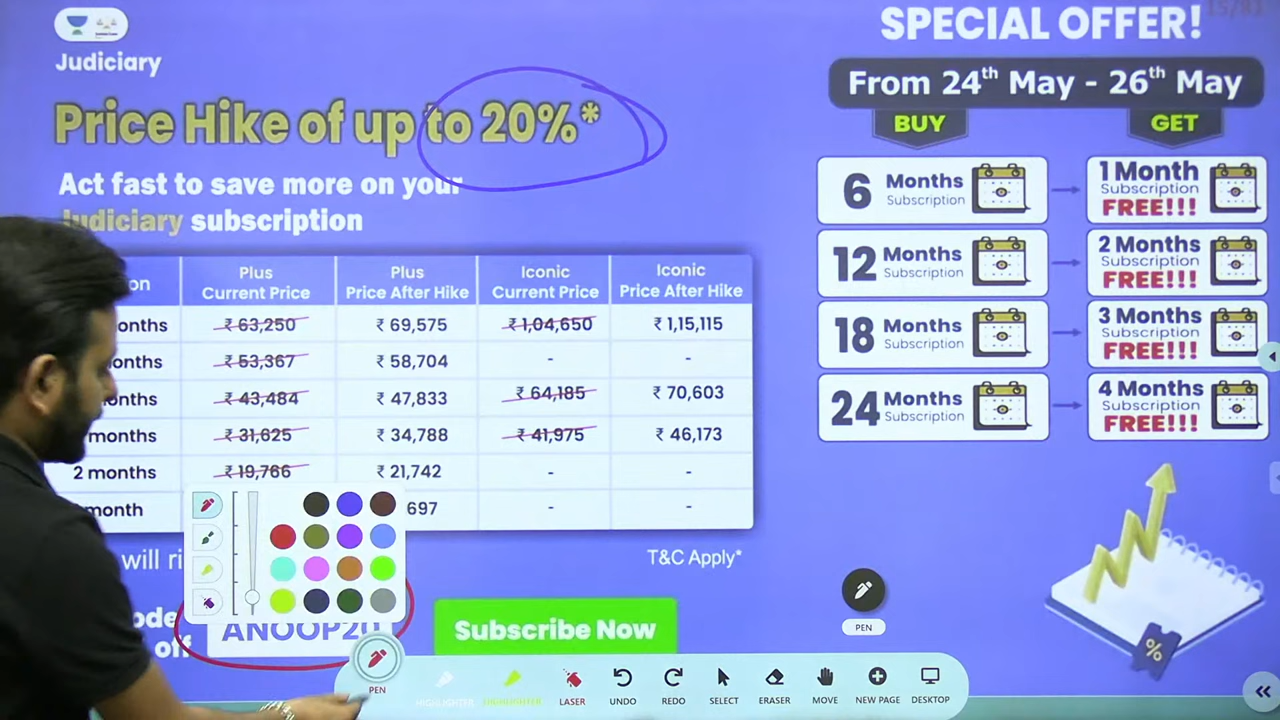 Judiciary
Price Hike of up to 20%*
Act fast to save more on your
Judiciary subscription
on
Plus
Current Price
Plus
Price After Hike
Iconic
Current Price
Iconic
Price After Hike
onths ₹ 63,250 ₹ 69,575 ₹ 1,04,650 ₹ 1,15,115
onths ₹ 53,367 ₹ 58,704 - -
onths ₹ 43,484 ₹ 47,833 ₹ 64,185 ₹ 70,603
months ₹ 31,625 ₹ 34,788 ₹ 41,975 ₹ 46,173
2 months ₹ 19,766 ₹ 21,742 - -
month 697 - -
will ri
T&C Apply*
ode
off
ANOOP20
Subscribe Now
SPECIAL OFFER!
From 24th May - 26th May
BUY GET
6 Months Subscription 1 Month Subscription FREE!!!
12 Months Subscription 2 Months Subscription FREE!!!
18 Months Subscription 3 Months Subscription FREE!!!
24 Months Subscription 4 Months Subscription FREE!!!
%
PEN
PEN
HIGHLIGHTER
HIGHLIGHTER
LASER
UNDO
REDO
SELECT
ERASER
MOVE
NEW PAGE
DESKTOP